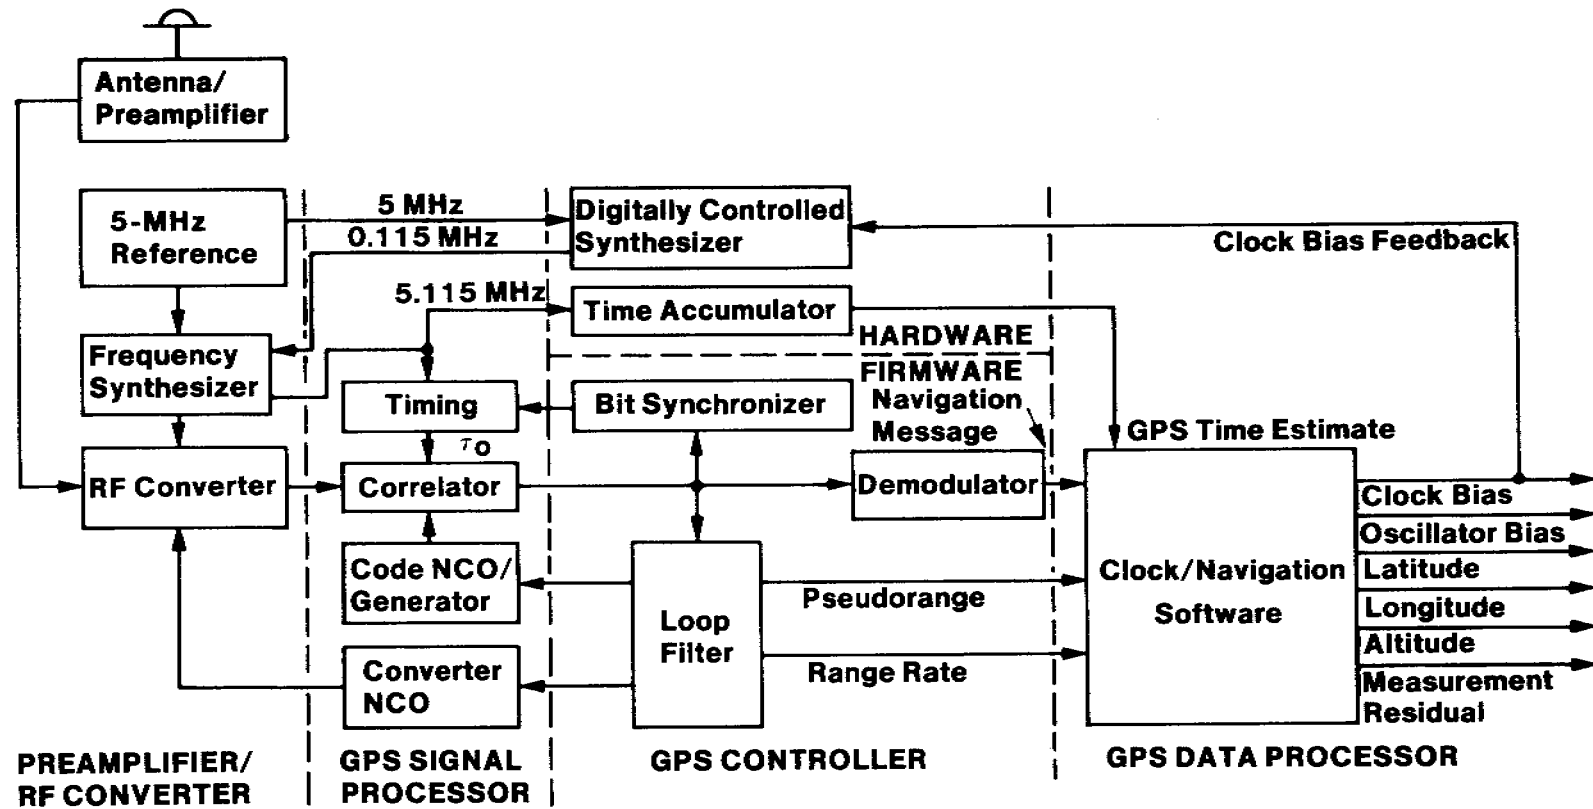 Antenna/
Preamplifier
5-MHz
Reference
5 MHz
0.115 MHz
Digitally Controlled
Synthesizer
Clock Bias Feedback
5.115 MHz
Time Accumulator
HARDWARE
FIRMWARE
Frequency
Synthesizer
Timing
Bit Synchronizer
Navigation
Message
GPS Time Estimate
τo
RF Converter
Correlator
Demodulator
Clock/Navigation
Software
Clock Bias
Oscillator Bias
Latitude
Longitude
Altitude
Measurement
Residual
Code NCO/
Generator
Loop
Filter
Pseudorange
Range Rate
Converter
NCO
PREAMPLIFIER/
RF CONVERTER
GPS SIGNAL
PROCESSOR
GPS CONTROLLER
GPS DATA PROCESSOR